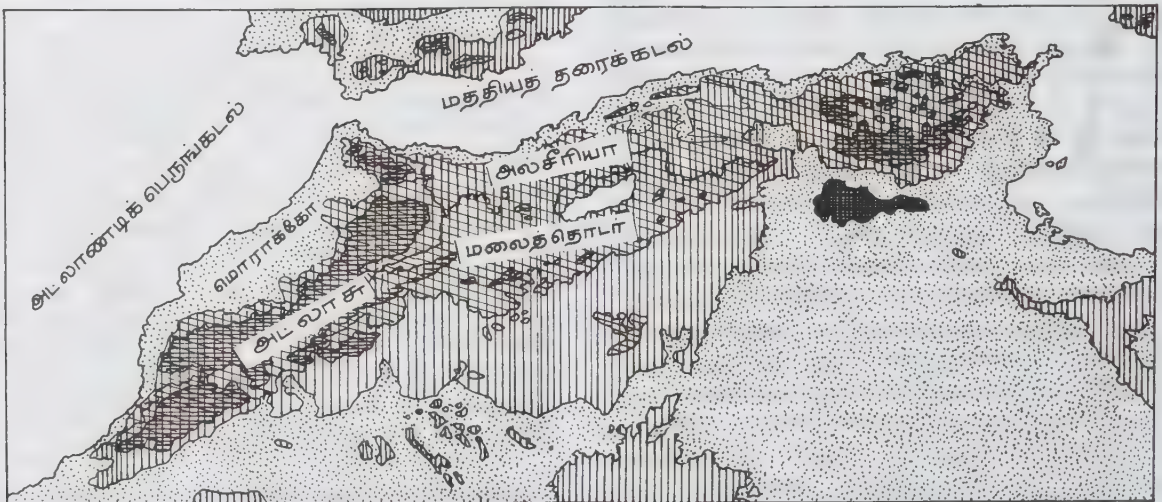 மத்தியத் தரைக்கடல்
அட்லாண்டிக் பெருங்கடல்
அல்சீரியா
மொராக்கோ
மலைத்தொடர்
அட்லாசு